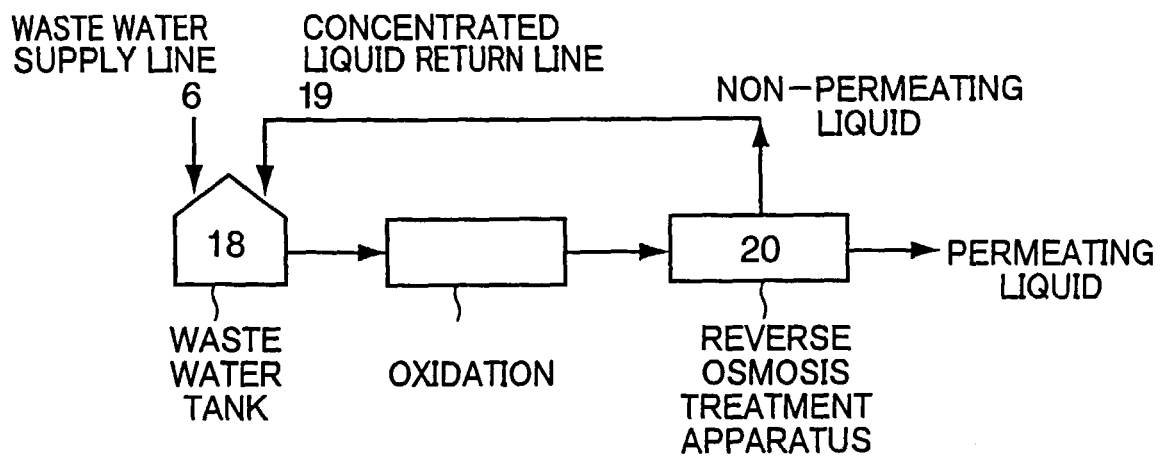 WASTE WATER
SUPPLY LINE
6
CONCENTRATED
LIQUID RETURN LINE
19
NON-PERMEATING
LIQUID
18
20
PERMEATING
LIQUID
WASTE
WATER
TANK
OXIDATION
REVERSE
OSMOSIS
TREATMENT
APPARATUS